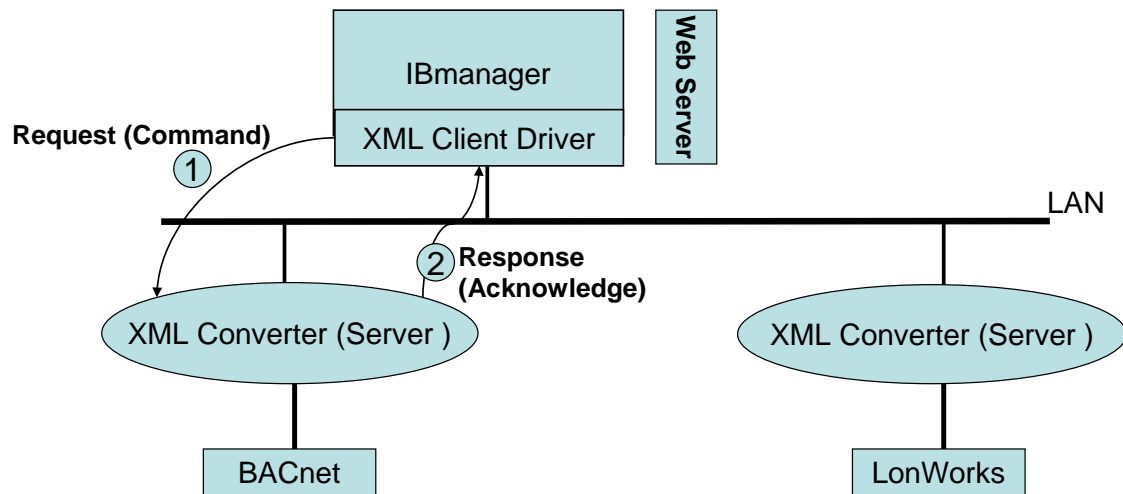 IBmanager
Web Server
XML Client Driver
Request (Command)
1
LAN
2
Response
(Acknowledge)
XML Converter (Server )
XML Converter (Server )
BACnet
LonWorks